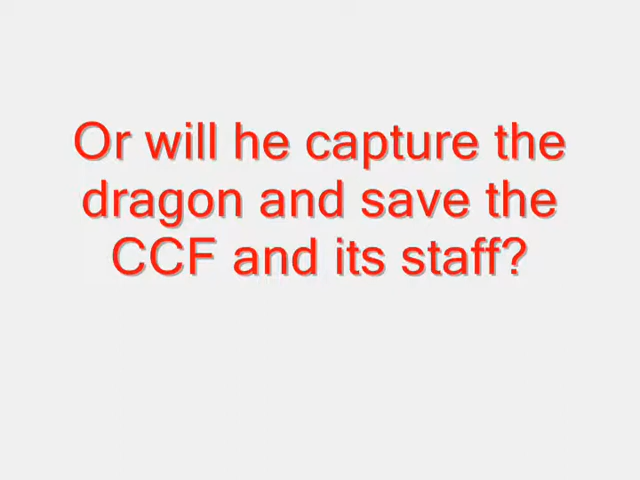 Or will he capture the
dragon and save the
CCF and its staff?